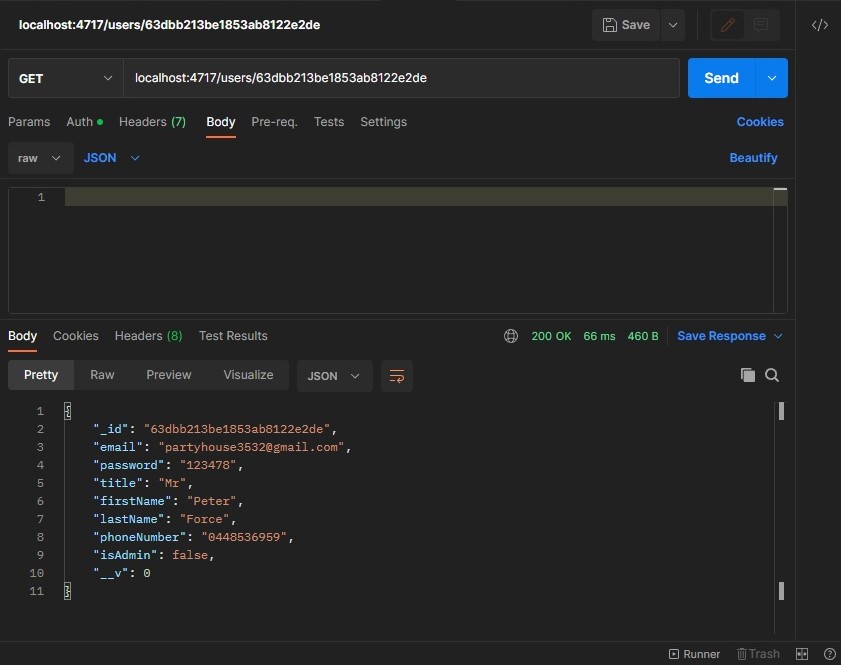 localhost:4717/users/63dbb213be1853ab8122e2de
Save
</>
GET
localhost:4717/users/63dbb213be1853ab8122e2de
Send
Params Auth Headers (7) Body Pre-req. Tests Settings Cookies
raw JSON Beautify
1
Body Cookies Headers (8) Test Results 200 OK 66 ms 460 B Save Response
Pretty Raw Preview Visualize JSON
1 {
2 "_id": "63dbb213be1853ab8122e2de",
3 "email": "partyhouse3532@gmail.com",
4 "password": "123478",
5 "title": "Mr",
6 "firstName": "Peter",
7 "lastName": "Force",
8 "phoneNumber": "0448536959",
9 "isAdmin": false,
10 "__v": 0
11 }
Runner Trash